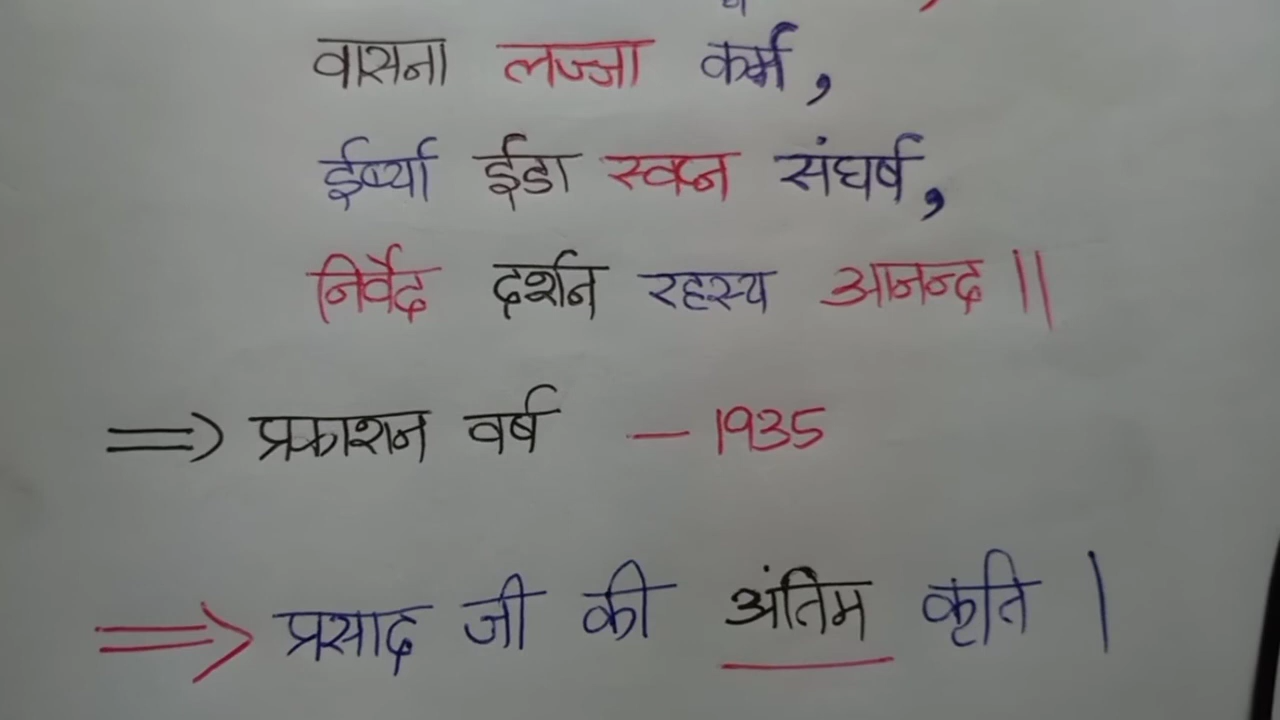 वासना लज्जा कर्म,
ईर्ष्या ईडा स्वप्न संघर्ष,
निर्वेद दर्शन रहस्य आनन्द ||
=> प्रकाशन वर्ष — 1935
=> प्रसाद जी की अंतिम कृति |